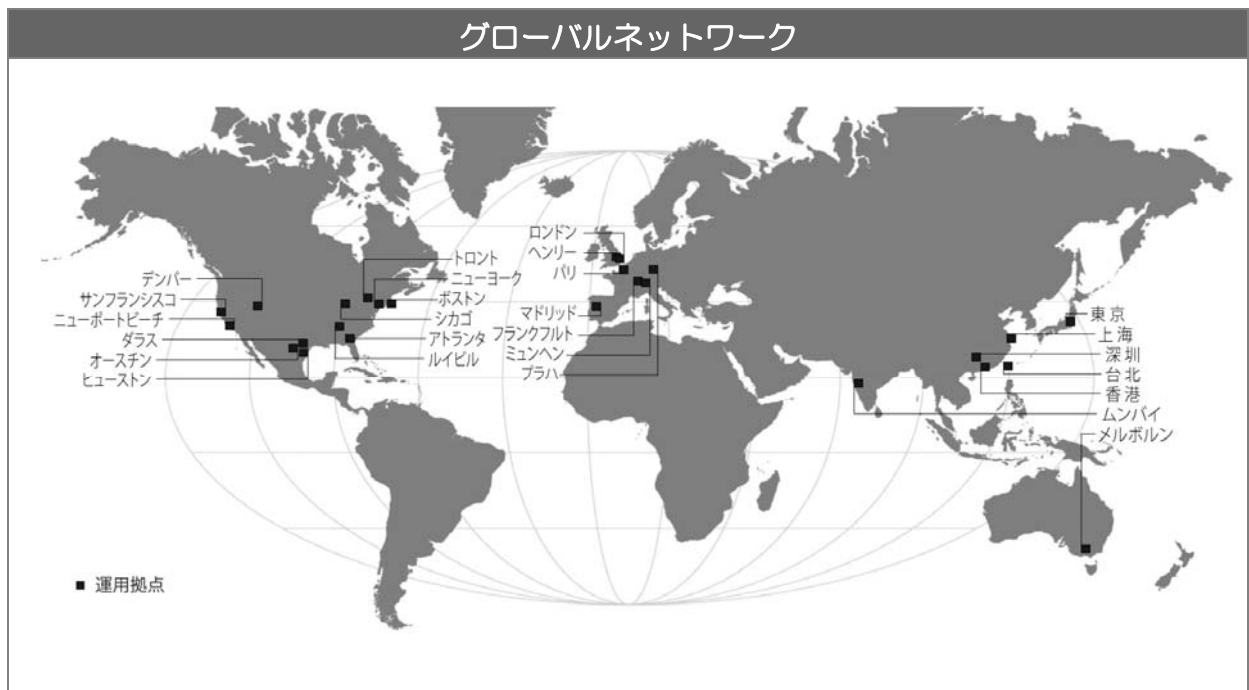 グローバルネットワーク
デンバー
サンフランシスコ
ニューポートビーチ
ダラス
オースチン
ヒューストン
トロント
ニューヨーク
ボストン
シカゴ
アトランタ
ルイビル
ロンドン
ヘンリー
パリ
マドリッド
フランクフルト
ミュンヘン
プラハ
東京
上海
深圳
台北
香港
ムンバイ
メルボルン
■ 運用拠点